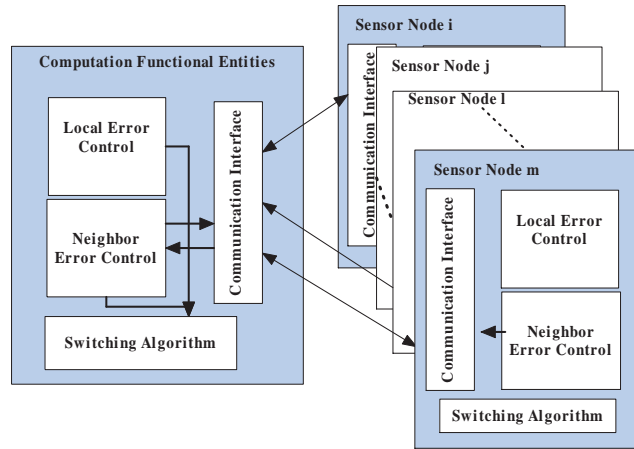 Computation Functional Entities
Local Error
Control
Neighbor
Error Control
Switching Algorithm
Communication Interface
Sensor Node i
Communication Interface
Sensor Node j
Sensor Node l
Sensor Node m
Communication Interface
Local Error
Control
Neighbor
Error Control
Switching Algorithm